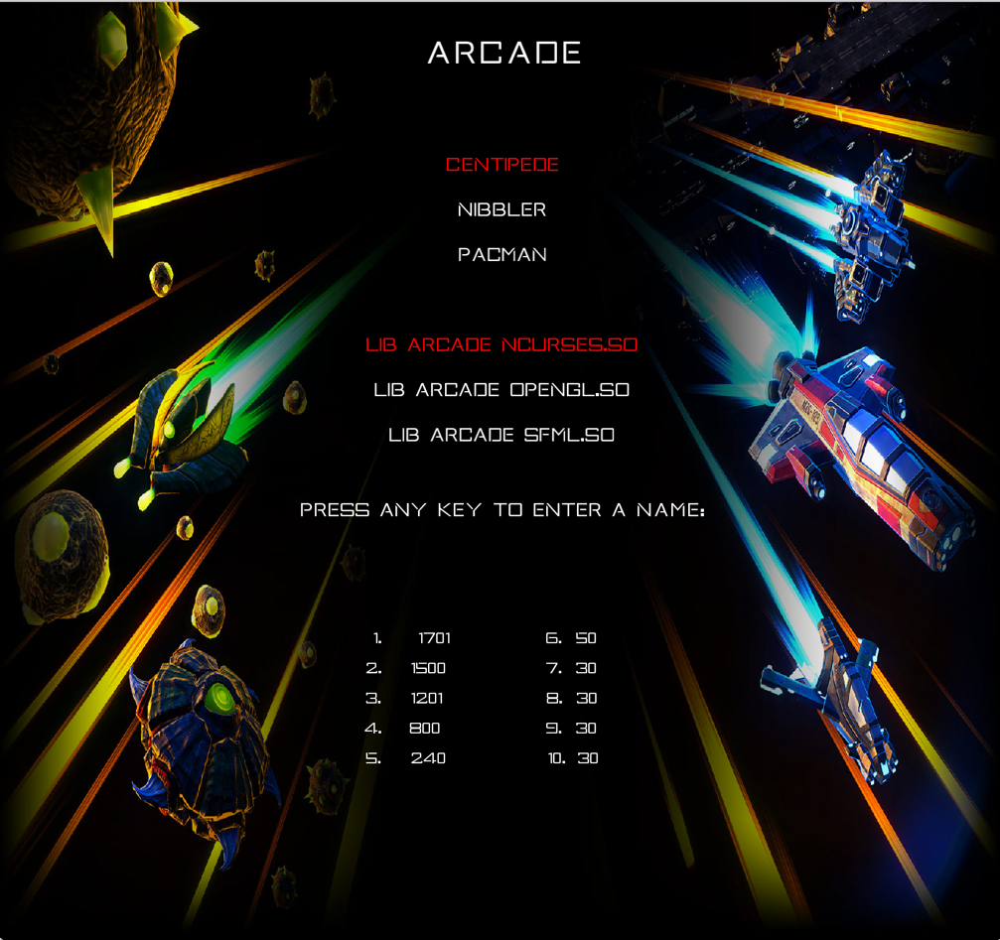 ARCADE
CENTIPEDE
NIBBLER
PACMAN
LIB ARCADE NCURSES.SO
LIB ARCADE OPENGL.SO
LIB ARCADE SFML.SO
PRESS ANY KEY TO ENTER A NAME:
1. 1701 6. 50
2. 1500 7. 30
3. 1201 8. 30
4. 800 9. 30
5. 240 10. 30